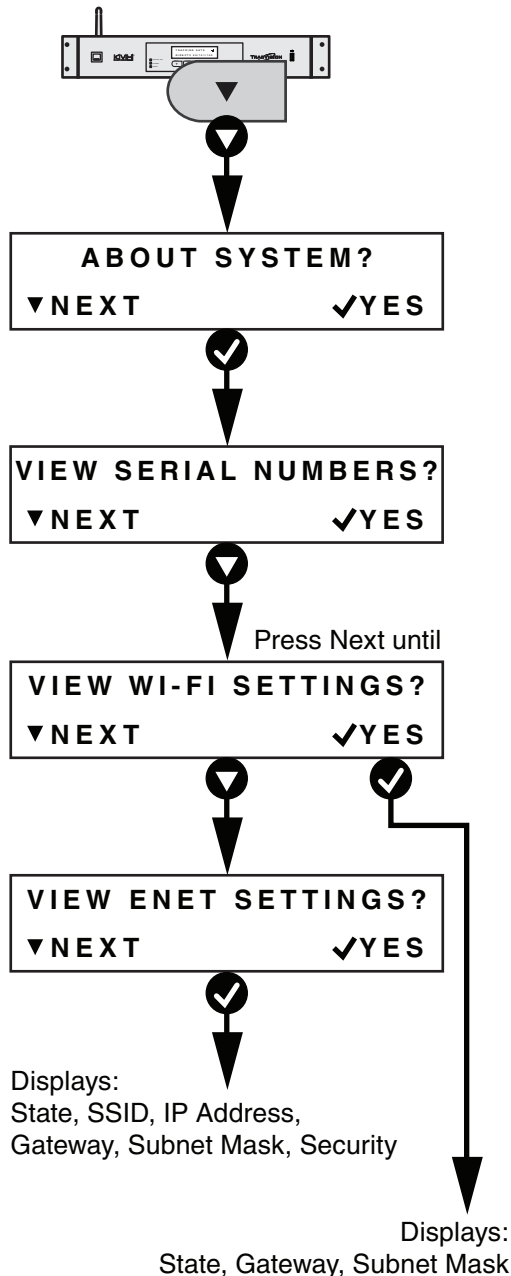 KVH
ABOUT SYSTEM?
▼NEXT ✓YES
VIEW SERIAL NUMBERS?
▼NEXT ✓YES
Press Next until
VIEW WI-FI SETTINGS?
▼NEXT ✓YES
VIEW ENET SETTINGS?
▼NEXT ✓YES
Displays:
State, SSID, IP Address,
Gateway, Subnet Mask, Security
Displays:
State, Gateway, Subnet Mask